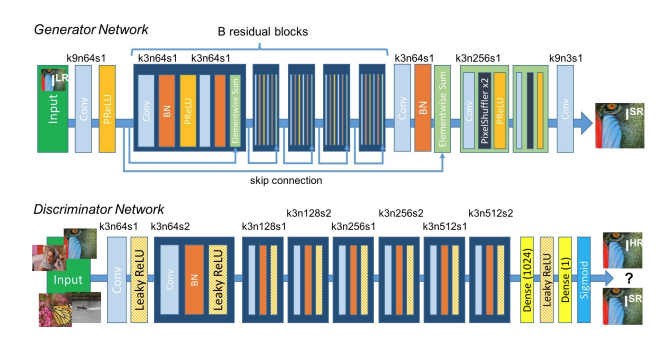 Generator Network
B residual blocks
k9n64s1
k3n64s1
k3n64s1
k3n64s1
k3n256s1
k9n3s1
I LR
Input
Conv
PReLU
Conv
BN
PReLU
Elementwise Sum
Conv
BN
Elementwise Sum
Conv
PixelShuffler x2
PReLU
Conv
I SR
skip connection
Discriminator Network
k3n64s1
k3n64s2
k3n128s1
k3n128s2
k3n256s1
k3n256s2
k3n512s1
k3n512s2
Input
Conv
Leaky ReLU
Conv
BN
Leaky ReLU
Dense (1024)
Leaky ReLU
Dense (1)
Sigmoid
I HR
?
I SR